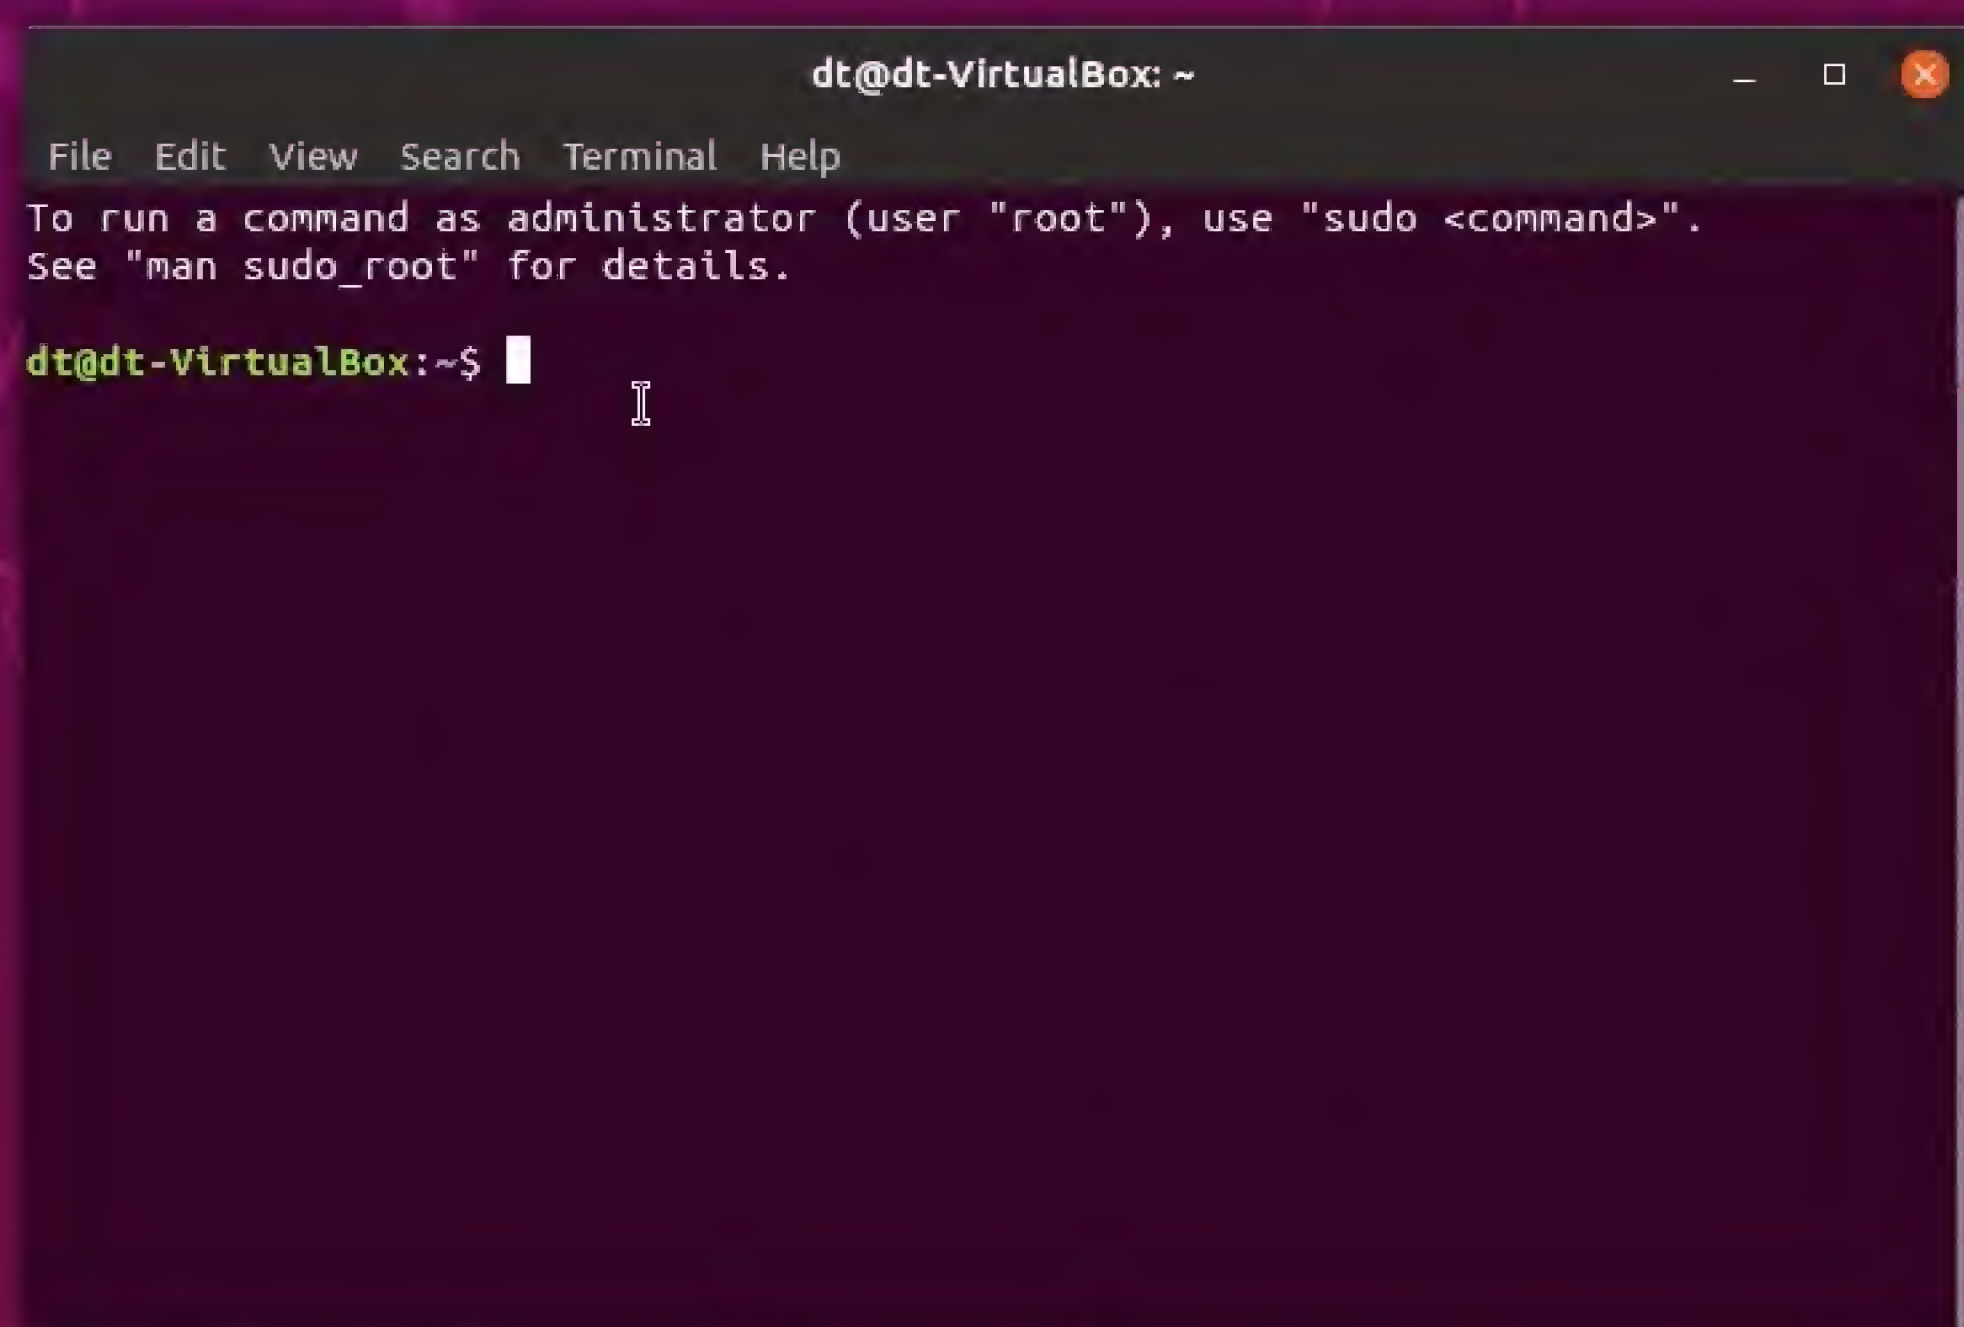 dt@dt-VirtualBox: ~
File Edit View Search Terminal Help
To run a command as administrator (user "root"), use "sudo <command>".
See "man sudo_root" for details.
dt@dt-VirtualBox:~$